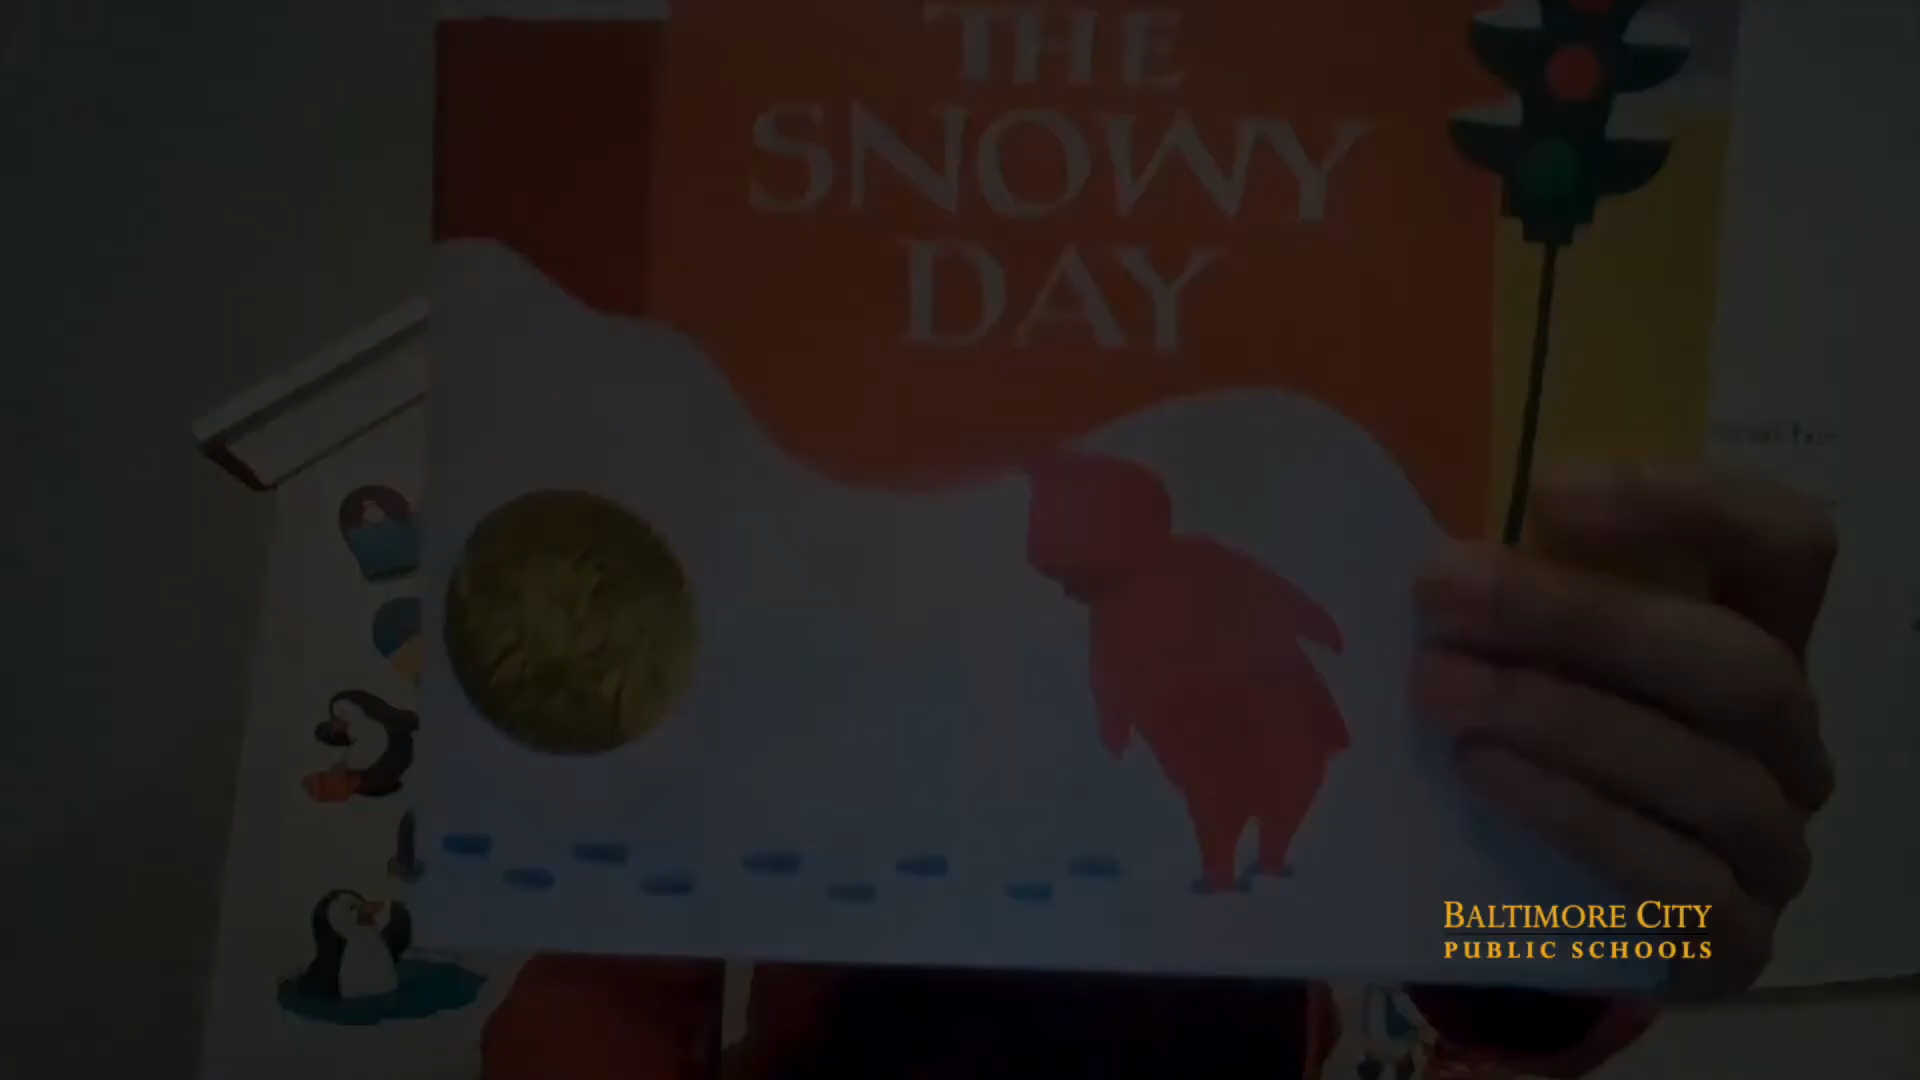 THE
SNOWY
DAY
BALTIMORE CITY
PUBLIC SCHOOLS